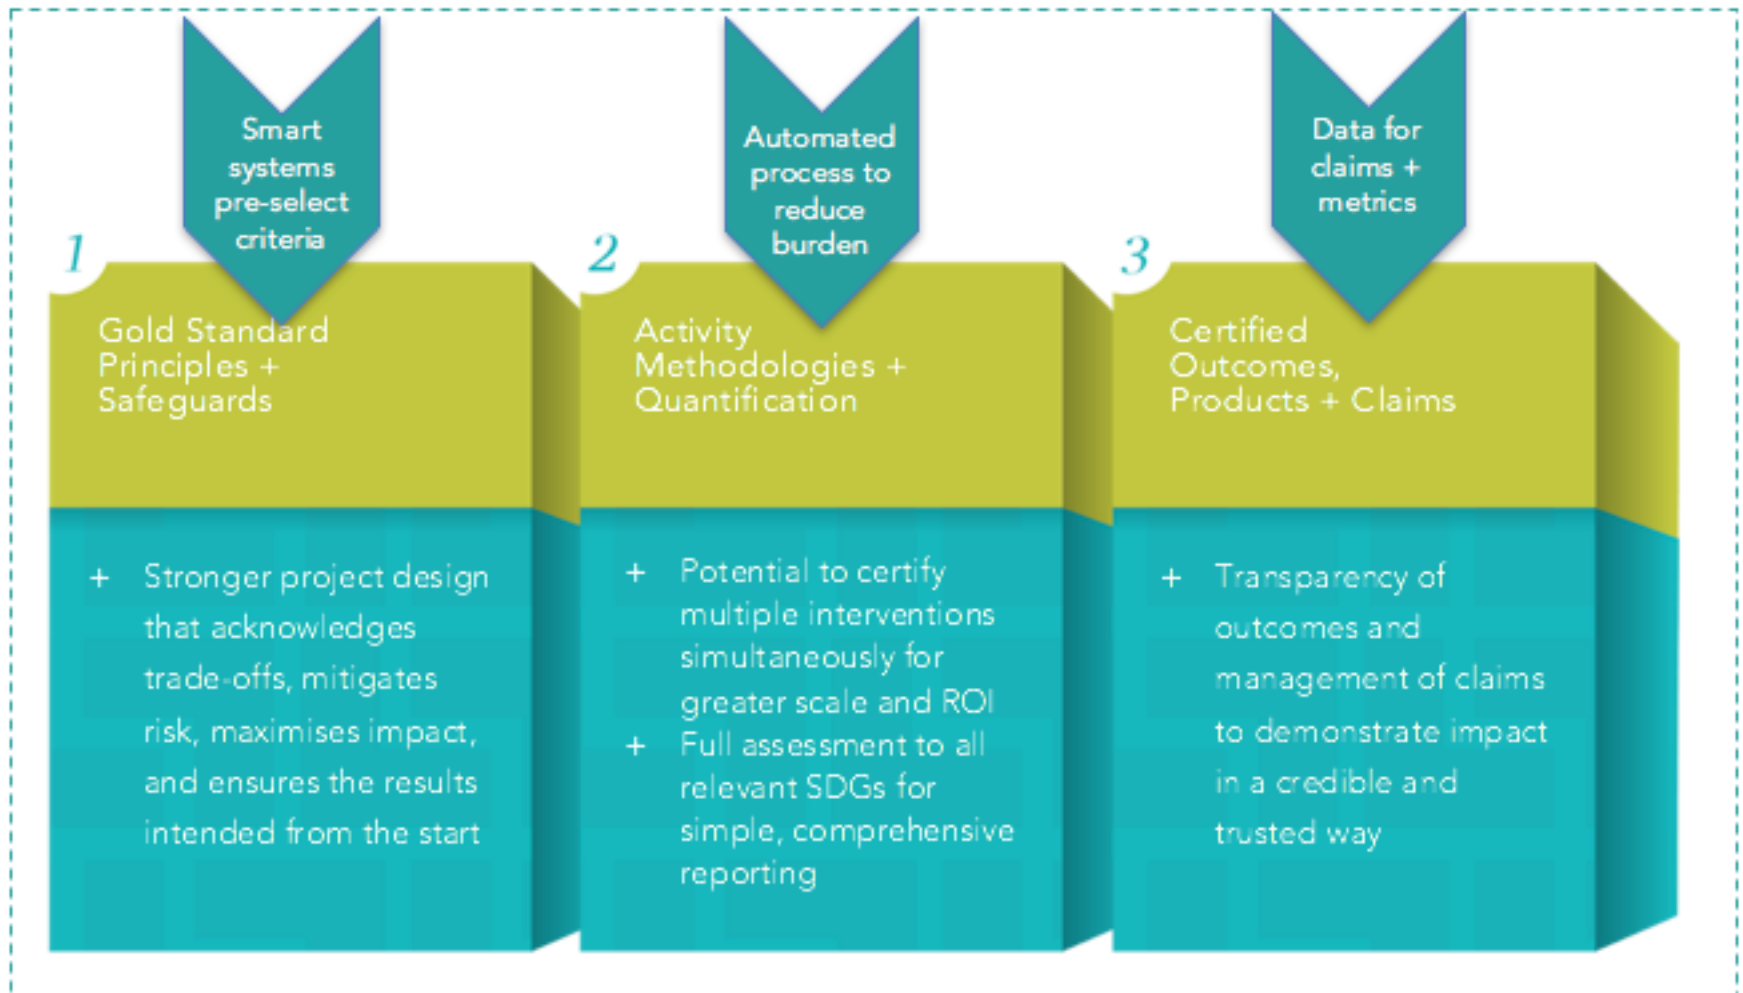 Smart
systems
pre-select
criteria
1
Gold Standard
Principles +
Safeguards
+ Stronger project design
that acknowledges
trade-offs, mitigates
risk, maximises impact,
and ensures the results
intended from the start
Automated
process to
reduce
burden
2
Activity
Methodologies +
Quantification
+ Potential to certify
multiple interventions
simultaneously for
greater scale and ROI
+ Full assessment to all
relevant SDGs for
simple, comprehensive
reporting
Data for
claims +
metrics
3
Certified
Outcomes,
Products + Claims
+ Transparency of
outcomes and
management of claims
to demonstrate impact
in a credible and
trusted way